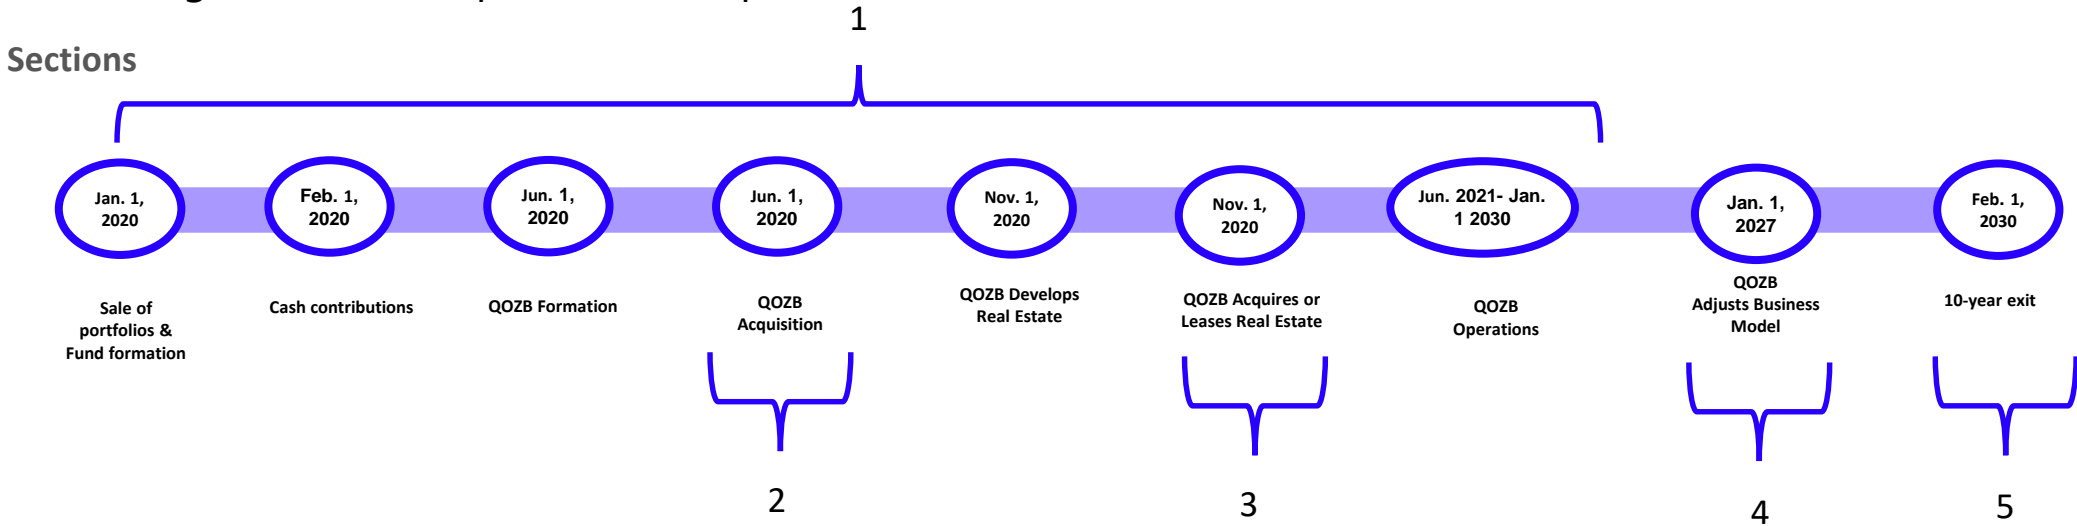 1
Sections
Jan. 1,
2020
Feb. 1,
2020
Jun. 1,
2020
Jun. 1,
2020
Nov. 1,
2020
Nov. 1,
2020
Jun. 2021- Jan.
1 2030
Jan. 1,
2027
Feb. 1,
2030
Sale of
portfolios &
Fund formation
Cash contributions
QOZB Formation
QOZB
Acquisition
QOZB Develops
Real Estate
QOZB Acquires or
Leases Real Estate
QOZB
Operations
QOZB
Adjusts Business
Model
10-year exit
2
3
4
5